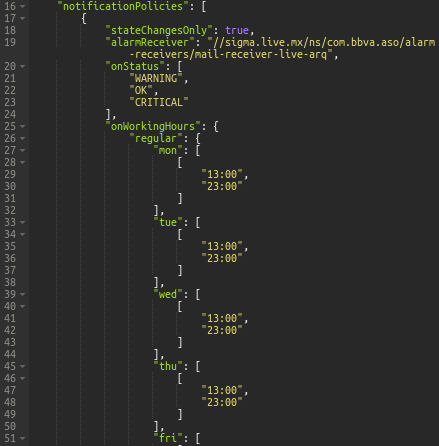 16 "notificationPolicies": [
17 {
18 "stateChangesOnly": true,
19 "alarmReceiver": "//sigma.live.mx/ns/com.bbva.aso/alarm
-receivers/mail-receiver-live-arq",
20 "onStatus": [
21 "WARNING",
22 "OK",
23 "CRITICAL"
24 ],
25 "onWorkingHours": {
26 "regular": {
27 "mon": [
28 [
29 "13:00",
30 "23:00"
31 ]
32 ],
33 "tue": [
34 [
35 "13:00",
36 "23:00"
37 ]
38 ],
39 "wed": [
40 [
41 "13:00",
42 "23:00"
43 ]
44 ],
45 "thu": [
46 [
47 "13:00",
48 "23:00"
49 ]
50 ],
51 "fri": [